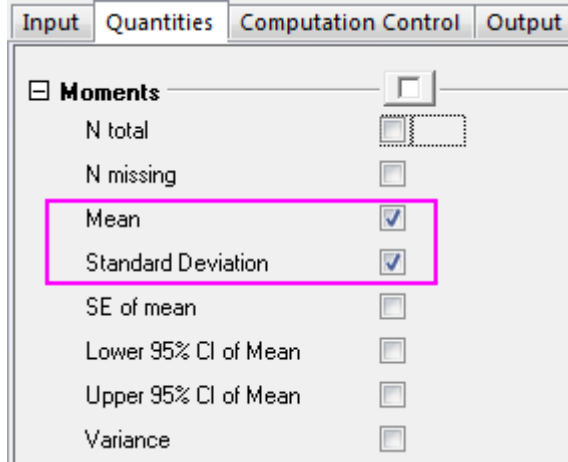 Input Quantities Computation Control Output
Moments
N total
N missing
Mean
Standard Deviation
SE of mean
Lower 95% CI of Mean
Upper 95% CI of Mean
Variance